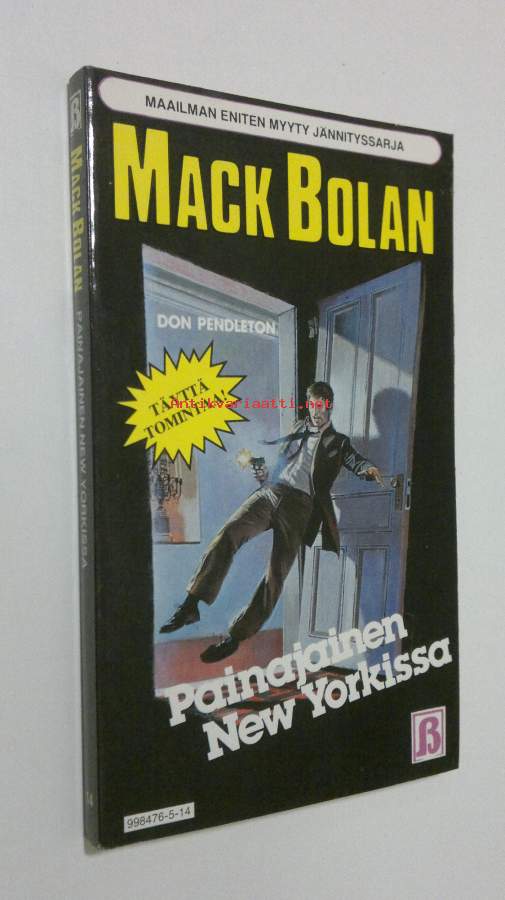 MAAILMAN ENITEN MYYTY JÄNNITYSSARJA
MACK BOLAN
DON PENDLETON
TÄYTTÄ
TOMINTAA!
Antikvariaatti.net
Painajainen
New Yorkissa
B
998476-5-14
MACK BOLAN PAINAJAINEN NEW YORKISSA
14